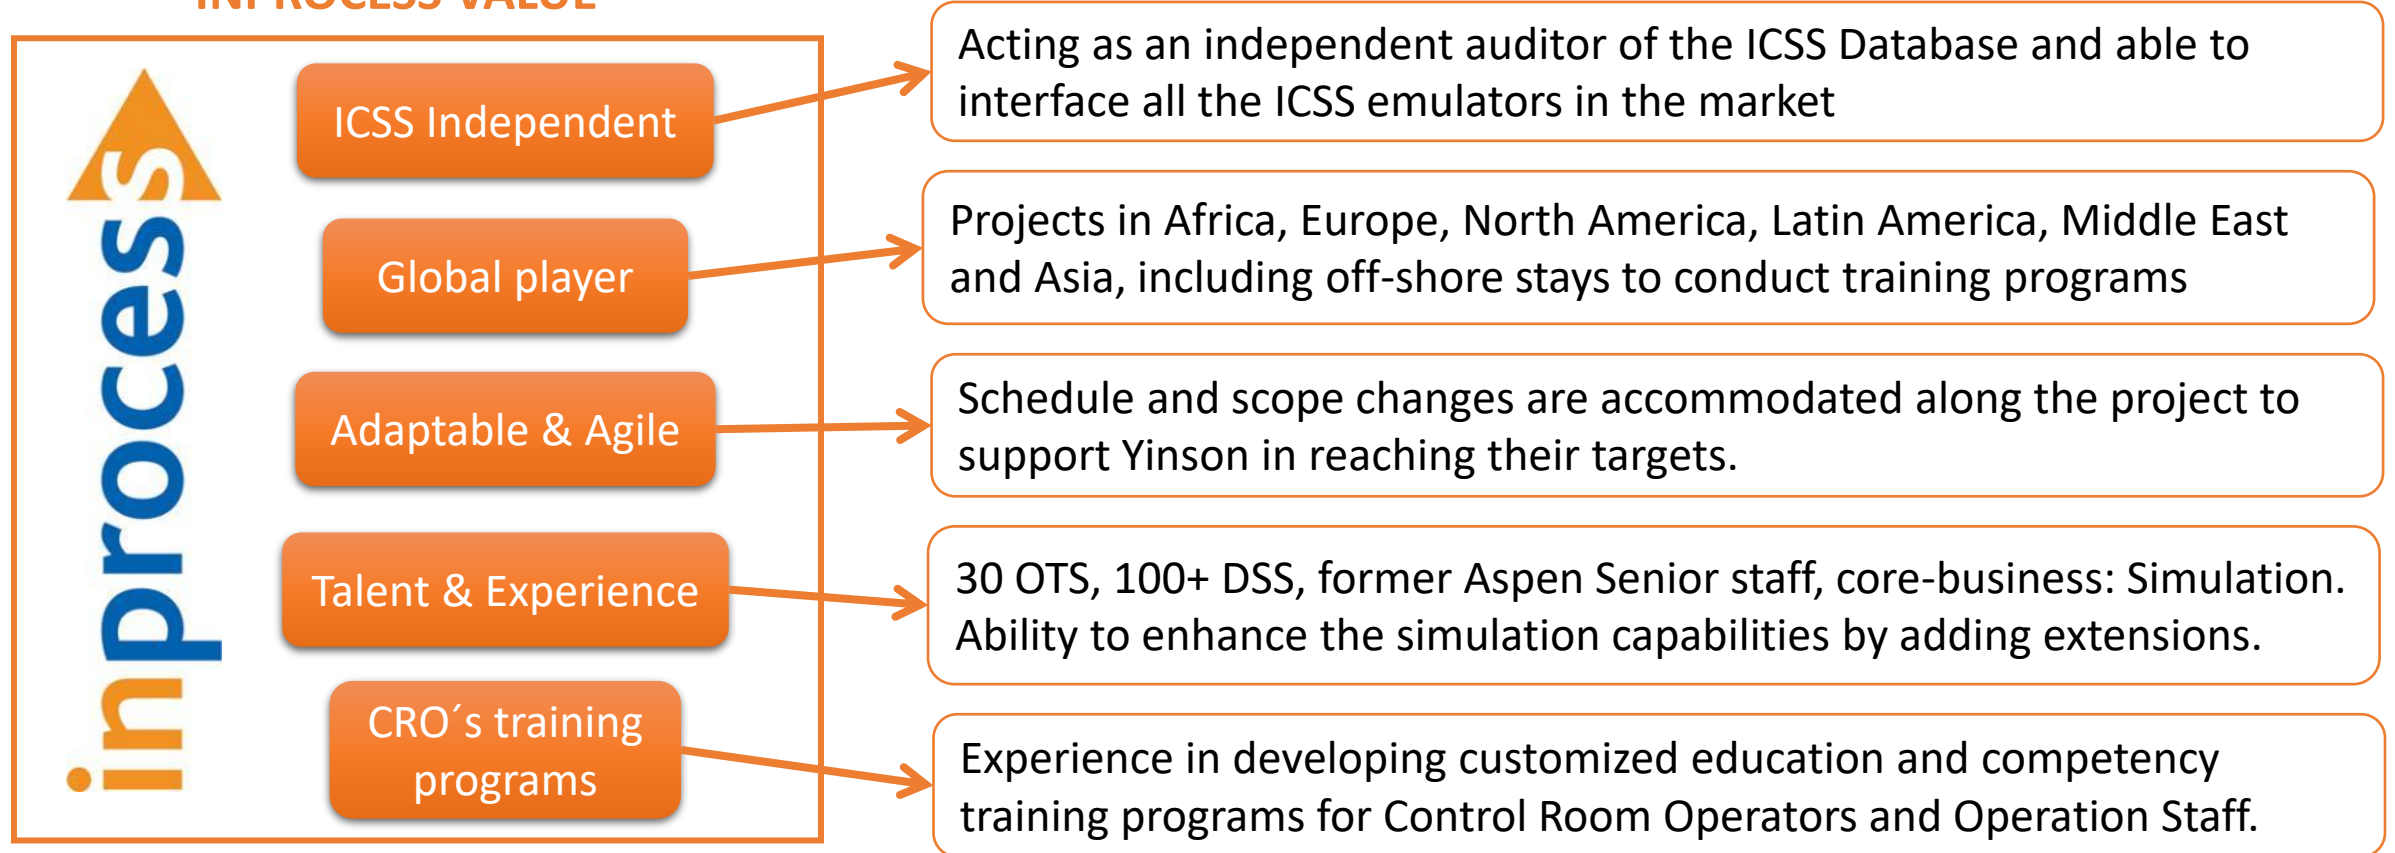 INPROCESS VALUE
inprocess
ICSS Independent
Acting as an independent auditor of the ICSS Database and able to
interface all the ICSS emulators in the market
Global player
Projects in Africa, Europe, North America, Latin America, Middle East
and Asia, including off-shore stays to conduct training programs
Adaptable & Agile
Schedule and scope changes are accommodated along the project to
support Yinson in reaching their targets.
Talent & Experience
30 OTS, 100+ DSS, former Aspen Senior staff, core-business: Simulation.
Ability to enhance the simulation capabilities by adding extensions.
CRO´s training
programs
Experience in developing customized education and competency
training programs for Control Room Operators and Operation Staff.